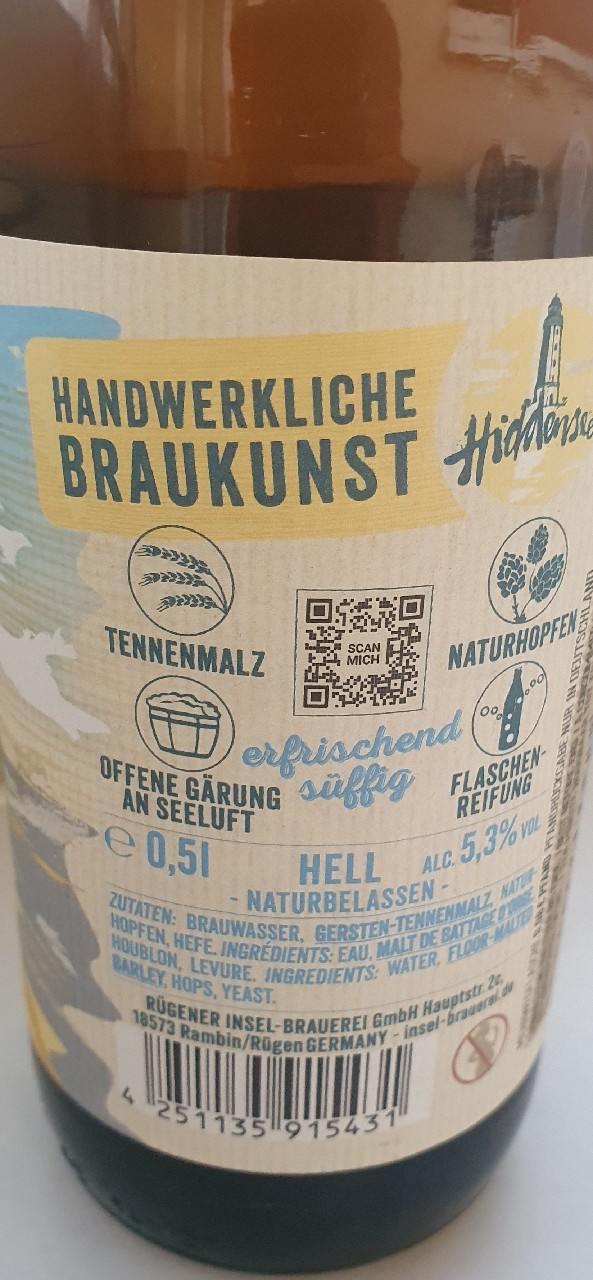 HANDWERKLICHE
BRAUKUNST
Hiddensee
TENNENMALZ
SCAN
MICH
NATURHOPFEN
OFFENE GÄRUNG
AN SEELUFT
erfrischend
süffig
FLASCHEN-
REIFUNG
e 0,5l
HELL
ALC. 5,3% VOL
- NATURBELASSEN -
ZUTATEN: BRAUWASSER, GERSTEN-TENNENMALZ, NATUR-
HOPFEN, HEFE. INGRÉDIENTS: EAU, MALT DE BATTAGE D'ORGE,
HOUBLON, LEVURE. INGREDIENTS: WATER, FLOOR-MALTED
BARLEY, HOPS, YEAST.
RÜGENER INSEL-BRAUEREI GmbH Hauptstr. 2c,
18573 Rambin/Rügen GERMANY - insel-brauerei.de
4 251135 915431